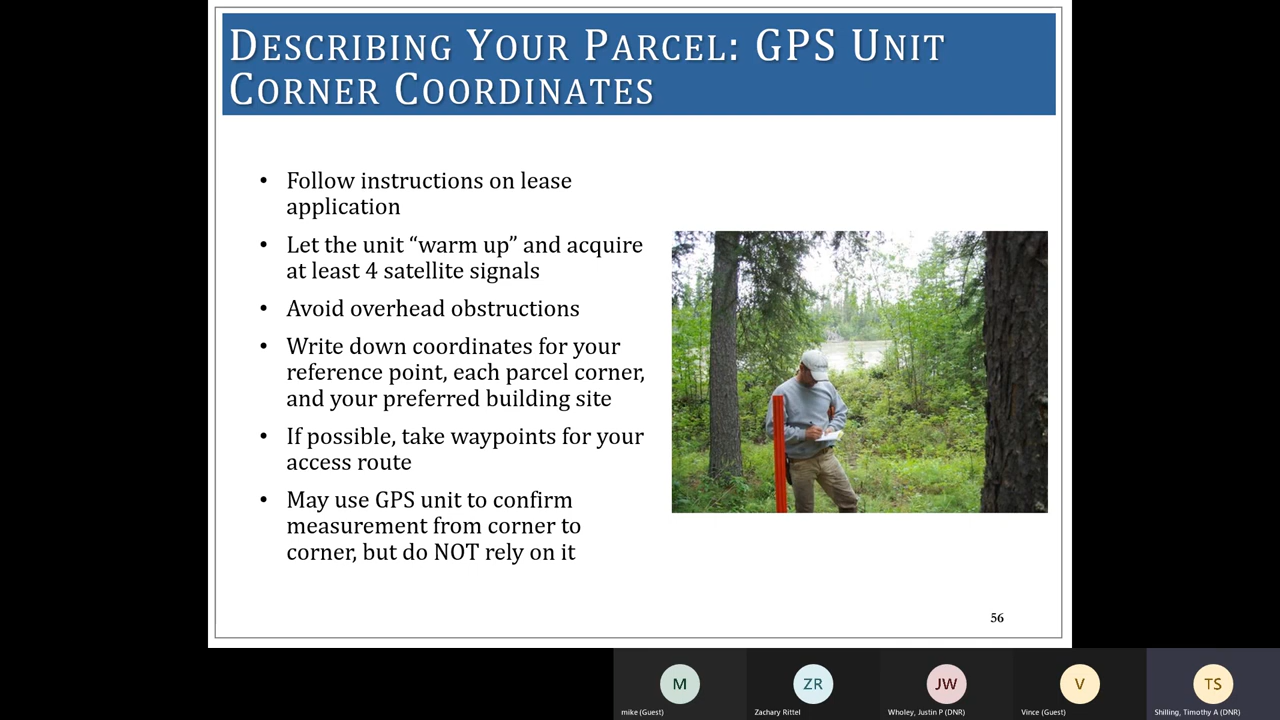 DESCRIBING YOUR PARCEL: GPS UNIT
CORNER COORDINATES
• Follow instructions on lease
application
• Let the unit “warm up” and acquire
at least 4 satellite signals
• Avoid overhead obstructions
• Write down coordinates for your
reference point, each parcel corner,
and your preferred building site
• If possible, take waypoints for your
access route
• May use GPS unit to confirm
measurement from corner to
corner, but do NOT rely on it
56
M
ZR
JW
V
TS
mike (Guest)
Zachary Rittel
Wholey, Justin P (DNR)
Vince (Guest)
Shilling, Timothy A (DNR)